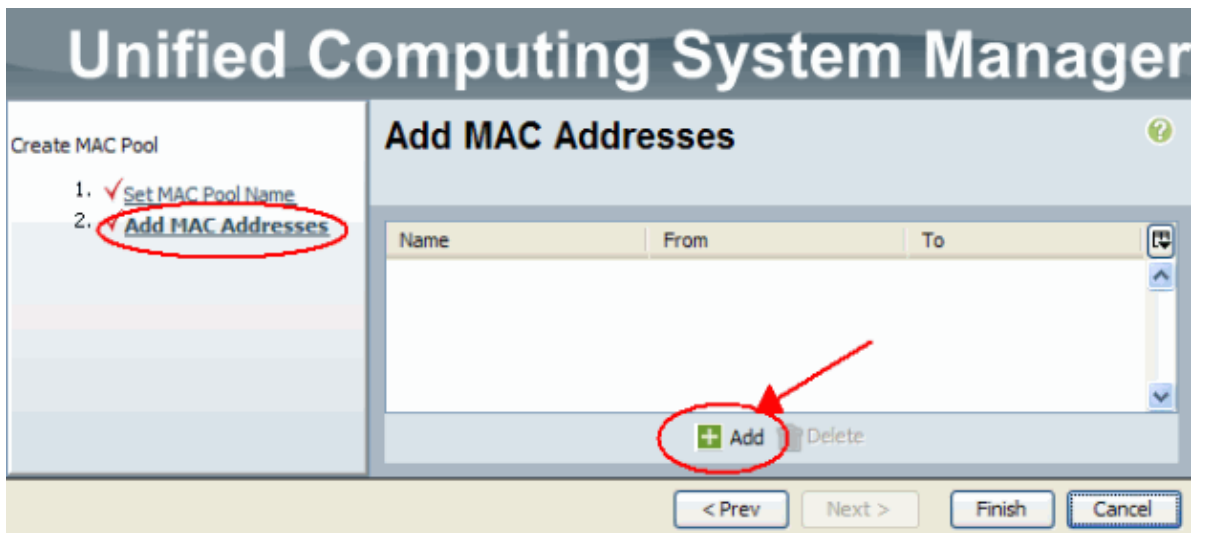 Unified Computing System Manager
Create MAC Pool
1. Set MAC Pool Name
2. Add MAC Addresses
Add MAC Addresses
?
Name From To
Add Delete
< Prev Next > Finish Cancel